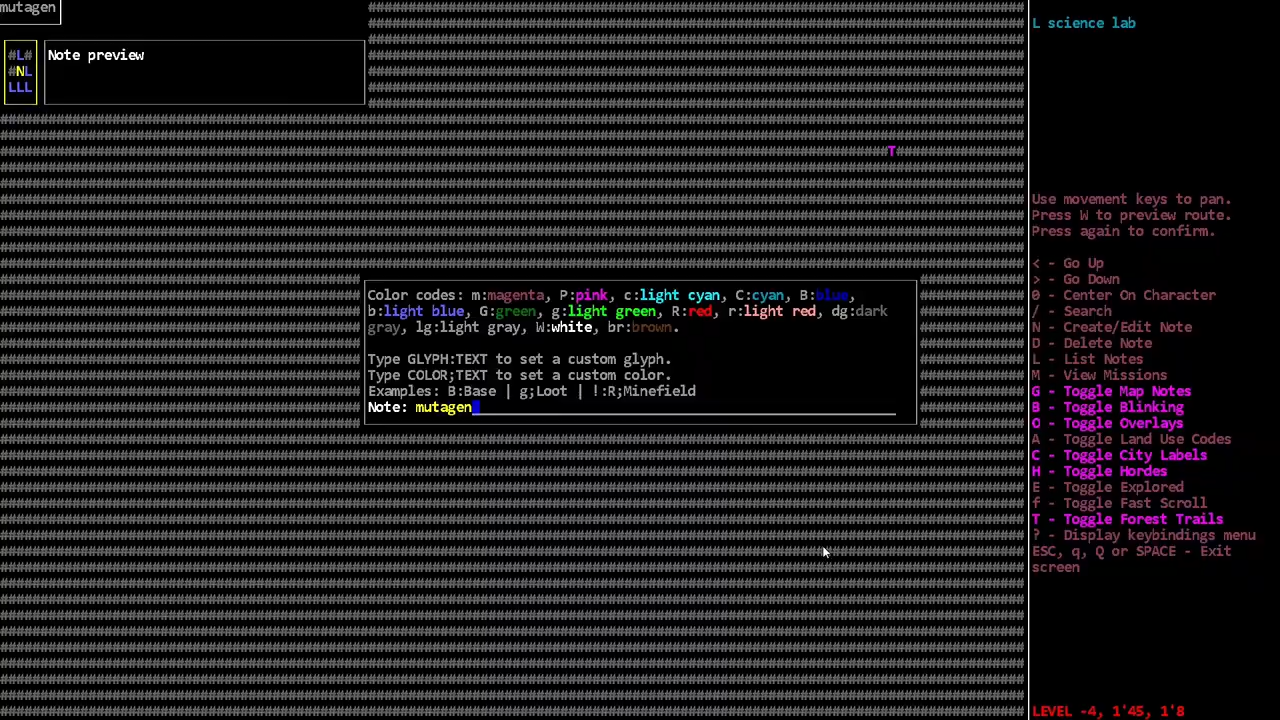 mutagen
#L#
#NL
LLL
Note preview
T
Color codes: m:magenta, P:pink, c:light cyan, C:cyan, B:blue,
b:light blue, G:green, g:light green, R:red, r:light red, dg:dark
gray, lg:light gray, W:white, br:brown.
Type GLYPH:TEXT to set a custom glyph.
Type COLOR;TEXT to set a custom color.
Examples: B:Base | g;Loot | !:R;Minefield
Note: mutagen
L science lab
Use movement keys to pan.
Press W to preview route.
Press again to confirm.
< - Go Up
> - Go Down
0 - Center On Character
/ - Search
N - Create/Edit Note
D - Delete Note
L - List Notes
M - View Missions
G - Toggle Map Notes
B - Toggle Blinking
O - Toggle Overlays
A - Toggle Land Use Codes
C - Toggle City Labels
H - Toggle Hordes
E - Toggle Explored
f - Toggle Fast Scroll
T - Toggle Forest Trails
? - Display keybindings menu
ESC, q, Q or SPACE - Exit
screen
LEVEL -4, 1'45, 1'8